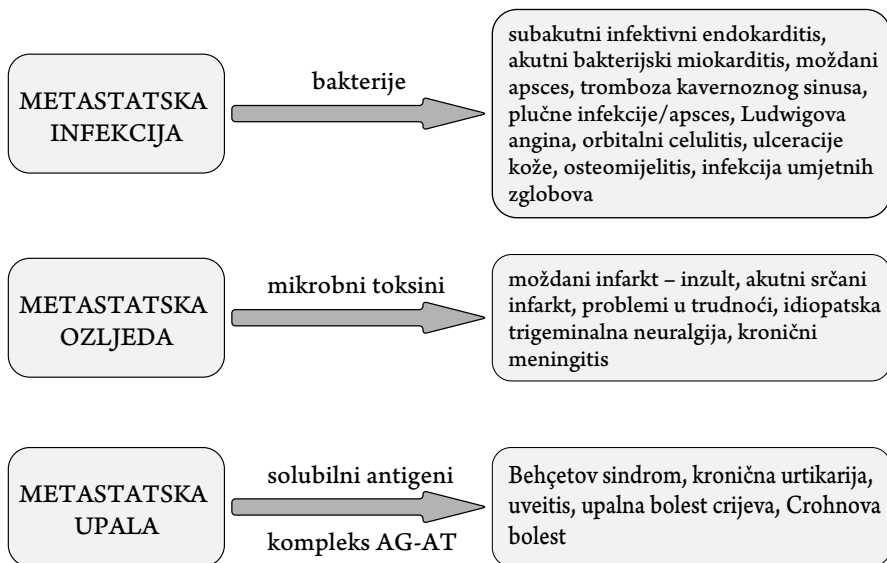 METASTATSKA
INFEKCIJA
bakterije
subakutni infektivni endokarditis,
akutni bakterijski miokarditis, moždani
apsces, tromboza kavernoznog sinusa,
plučne infekcije/apsces, Ludwigova
angina, orbitalni celulitis, ulceracije
kože, osteomijelitis, infekcija umjetnih
zglobova
METASTATSKA
OZLJEDA
mikrobni toksini
moždani infarkt – inzult, akutni srčani
infarkt, problemi u trudnoći, idiopatska
trigeminalna neuralgija, kronični
meningitis
METASTATSKA
UPALA
solubilni antigeni
kompleks AG-AT
Behçetov sindrom, kronična urtikarija,
uveitis, upalna bolest crijeva, Crohnova
bolest